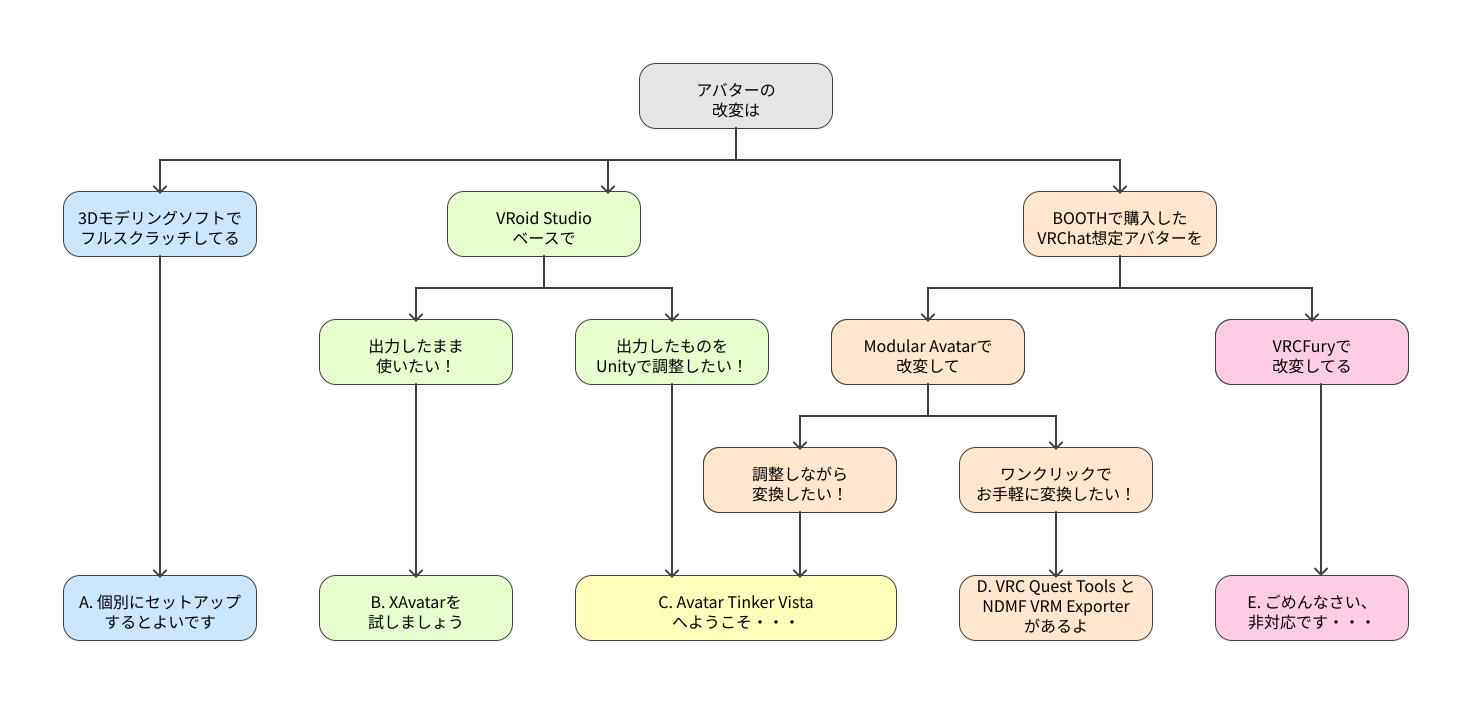 アバターの
改変は
3Dモデリングソフトで
フルスクラッチしてる
VRoid Studio
ベースで
BOOTHで購入した
VRChat想定アバターを
出力したまま
使いたい！
出力したものを
Unityで調整したい！
Modular Avatarで
改変して
VRCFuryで
改変してる
調整しながら
変換したい！
ワンクリックで
お手軽に変換したい！
A. 個別にセットアップ
するとよいです
B. XAvatarを
試しましょう
C. Avatar Tinker Vista
へようこそ・・・
D. VRC Quest Tools と
NDMF VRM Exporter
があるよ
E. ごめんなさい、
非対応です・・・